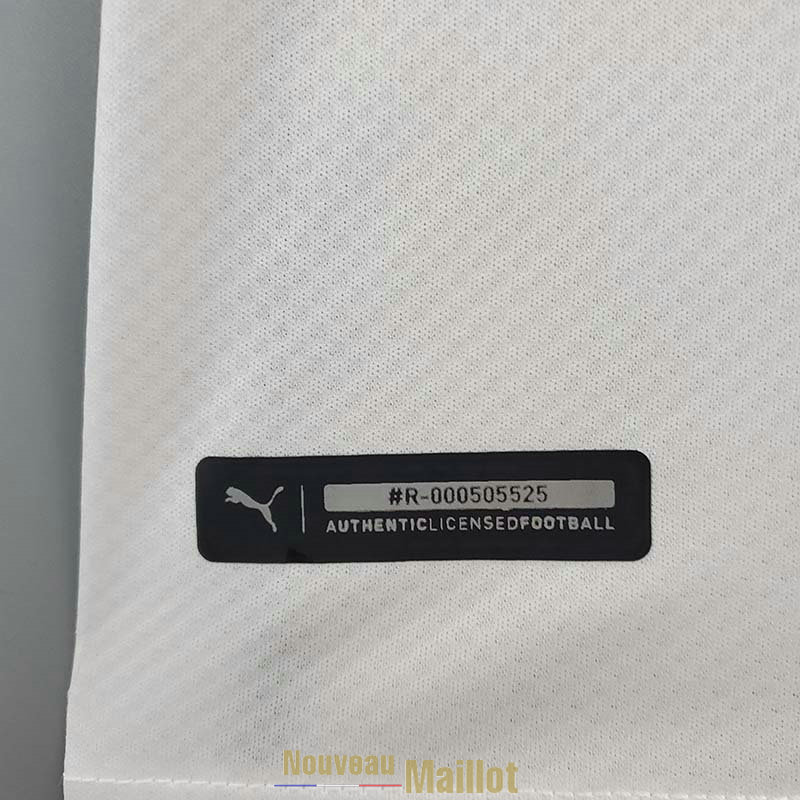 #R-000505525
AUTHENTICLICENSEDFOOTBALL
Nouveau Maillot